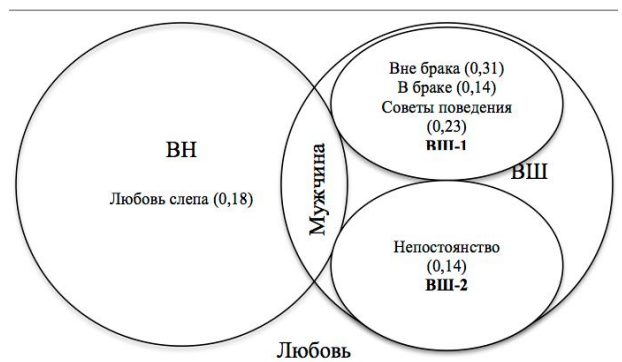 ВН
Любовь слепа (0,18)
Мужчина
Вне брака (0,31)
В браке (0,14)
Советы поведения
(0,23)
ВШ-1
ВШ
Непостоянство
(0,14)
ВШ-2
Любовь